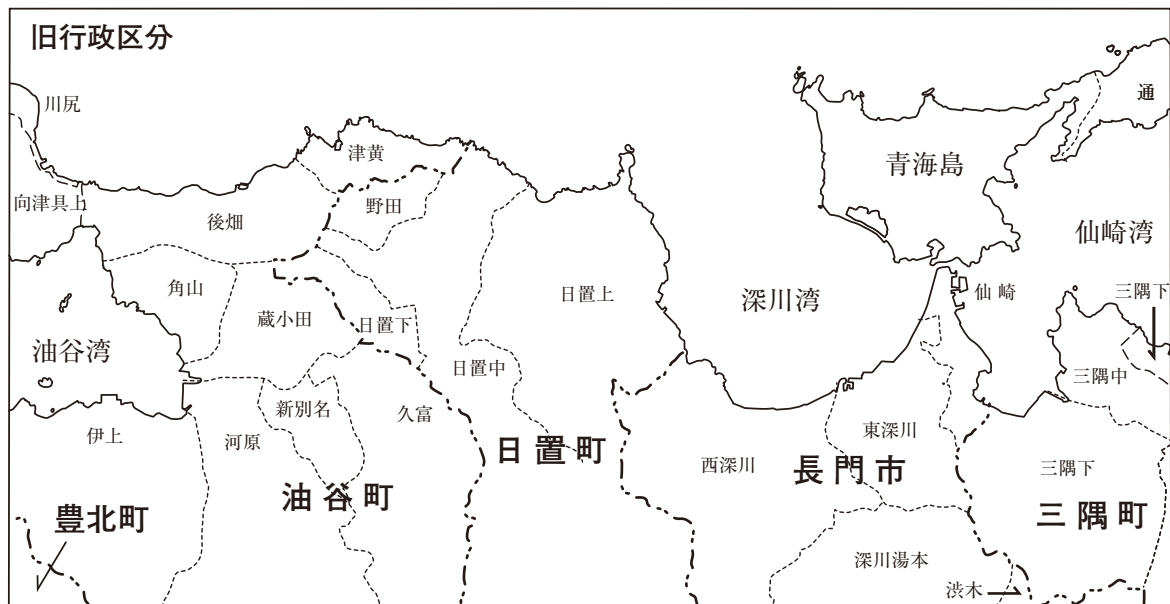 旧行政区分
川尻
通
津黄
青海島
向津具上
野田
後畑
仙崎湾
角山
日置上
深川湾
仙崎
三隅下
蔵小田
日置下
油谷湾
日置中
三隅中
新別名
久富
東深川
伊上
河原
日置町
西深川
長門市
三隅下
油谷町
豊北町
三隅町
深川湯本
渋木